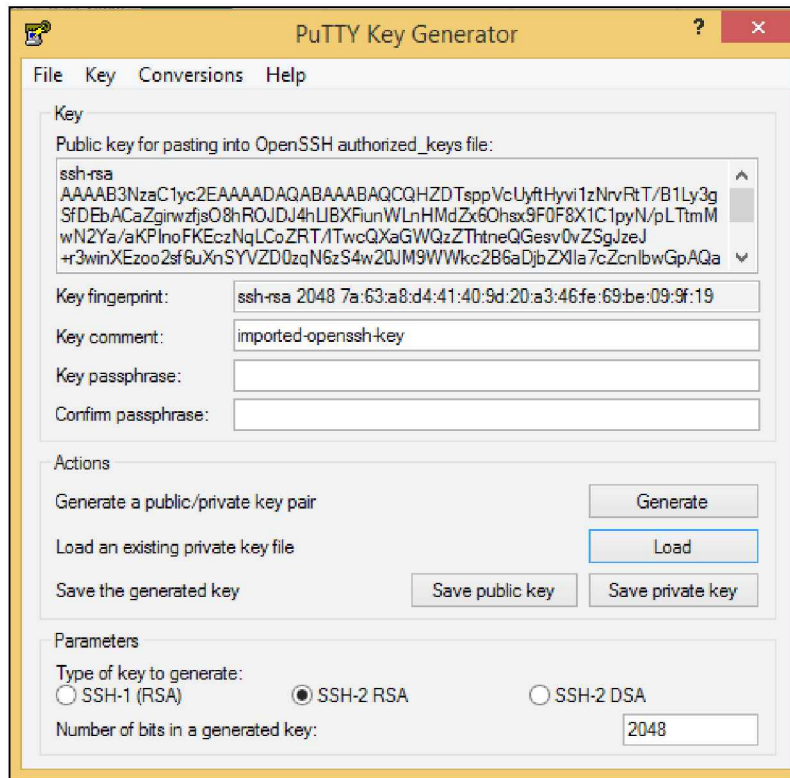 PuTTY Key Generator
? ×
File Key Conversions Help
Key
Public key for pasting into OpenSSH authorized_keys file:
ssh-rsa
AAAAB3NzaC1yc2EAAAADAQABAAABAQCQHZDTsppVcUyftHyvi1zNrvRtT/B1Ly3g
SfDEbACaZgirwzfjsO8hROJDJ4hLIBXFiunWLnHMdZx6Ohsx9F0F8X1C1pyN/pLTtmM
wN2Ya/aKPlnoFKEczNqLCoZRT/ITwcQXaGWQzZThtneQGesv0vZSgJzeJ
+r3winXEzoo2sf6uXnSYVZD0zqN6zS4w20JM9WWkc2B6aDjbZXIIa7cZcnIbwGpAQa
Key fingerprint: ssh-rsa 2048 7a:63:a8:d4:41:40:9d:20:a3:46:fe:69:be:09:9f:19
Key comment: imported-openssh-key
Key passphrase:
Confirm passphrase:
Actions
Generate a public/private key pair Generate
Load an existing private key file Load
Save the generated key Save public key Save private key
Parameters
Type of key to generate:
SSH-1 (RSA) SSH-2 RSA SSH-2 DSA
Number of bits in a generated key: 2048